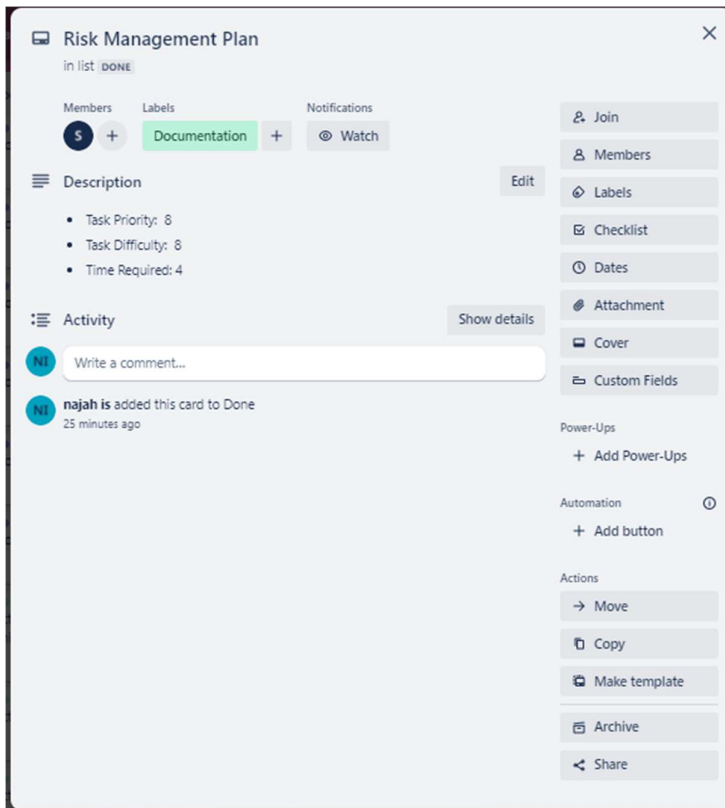 Risk Management Plan
in list DONE
Members
Labels
Notifications
S
Documentation
Watch
Description
Edit
Task Priority: 8
Task Difficulty: 8
Time Required: 4
Activity
Show details
NI
Write a comment...
NI
najah is added this card to Done
25 minutes ago
Join
Members
Labels
Checklist
Dates
Attachment
Cover
Custom Fields
Power-Ups
+ Add Power-Ups
Automation
+ Add button
Actions
Move
Copy
Make template
Archive
Share